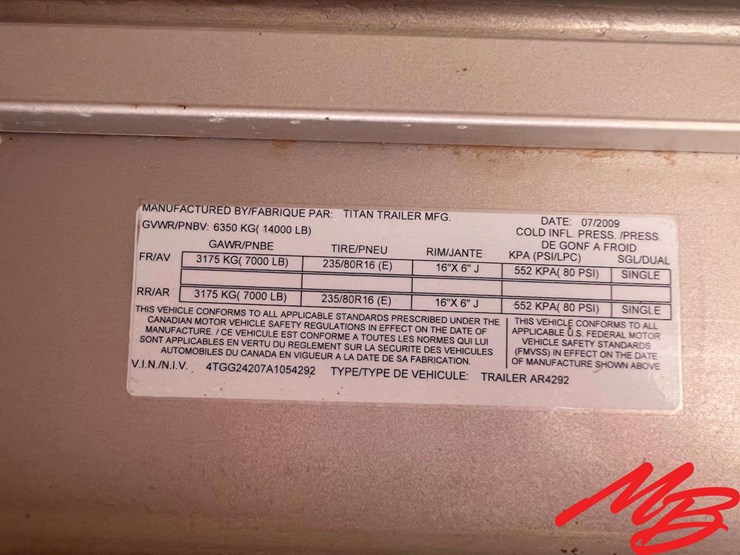 MANUFACTURED BY/FABRIQUE PAR: TITAN TRAILER MFG. DATE: 07/2009
GVWR/PNBV: 6350 KG( 14000 LB) COLD INFL. PRESS. /PRESS.
DE GONF A FROID
GAWR/PNBE TIRE/PNEU RIM/JANTE KPA (PSI/LPC) SGL/DUAL
FR/AV 3175 KG( 7000 LB) 235/80R16 (E) 16"X 6" J 552 KPA( 80 PSI) SINGLE
RR/AR 3175 KG( 7000 LB) 235/80R16 (E) 16"X 6" J 552 KPA( 80 PSI) SINGLE
THIS VEHICLE CONFORMS TO ALL APPLICABLE STANDARDS PRESCRIBED UNDER THE
CANADIAN MOTOR VEHICLE SAFETY REGULATIONS IN EFFECT ON THE DATE OF
MANUFACTURE / CE VEHICULE EST CONFORME A TOUTES LES NORMES QUI LUI
SONT APPLICABLES EN VERTU DU REGLEMENT SUR LA SECURITE DES VEHICULES
AUTOMOBILES DU CANADA EN VIGUEUR A LA DATE DE SA FABRICATION.
THIS VEHICLE CONFORMS TO ALL
APPLICABLE U.S. FEDERAL MOTOR
VEHICLE SAFETY STANDARDS
(FMVSS) IN EFFECT ON THE DATE
OF MANUFACTURE SHOWN ABOVE
V.I.N./N.I.V. 4TGG24207A1054292 TYPE/TYPE DE VEHICULE: TRAILER AR4292
MB